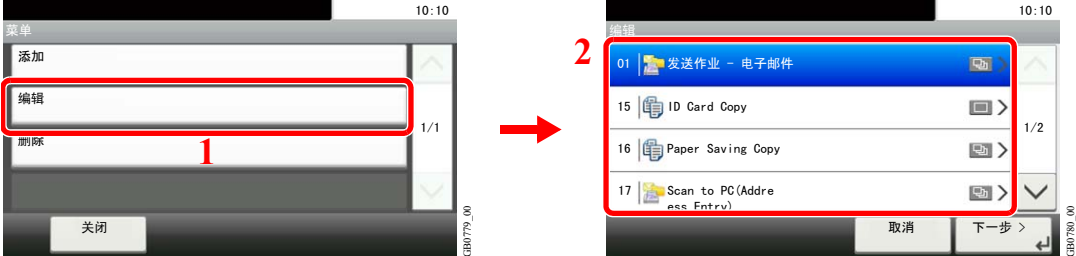 10:10
菜单
添加
编辑
1/1
删除
1
关闭
GB0779_00
10:10
编辑
2
01 发送作业 - 电子邮件
15 ID Card Copy
1/2
16 Paper Saving Copy
17 Scan to PC(Addre
ess Entry)
取消 下一步 >
GB0780_00